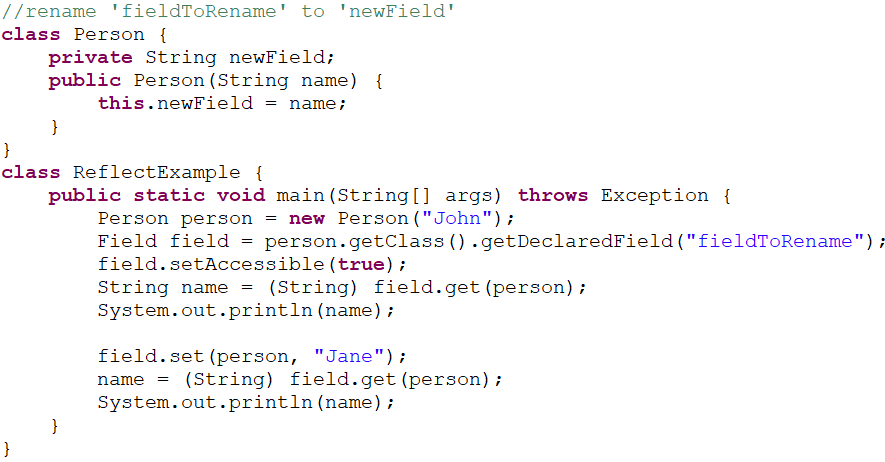 //rename 'fieldToRename' to 'newField'
class Person {
    private String newField;
    public Person(String name) {
        this.newField = name;
    }
}
class ReflectExample {
    public static void main(String[] args) throws Exception {
        Person person = new Person("John");
        Field field = person.getClass().getDeclaredField("fieldToRename");
        field.setAccessible(true);
        String name = (String) field.get(person);
        System.out.println(name);

        field.set(person, "Jane");
        name = (String) field.get(person);
        System.out.println(name);
    }
}